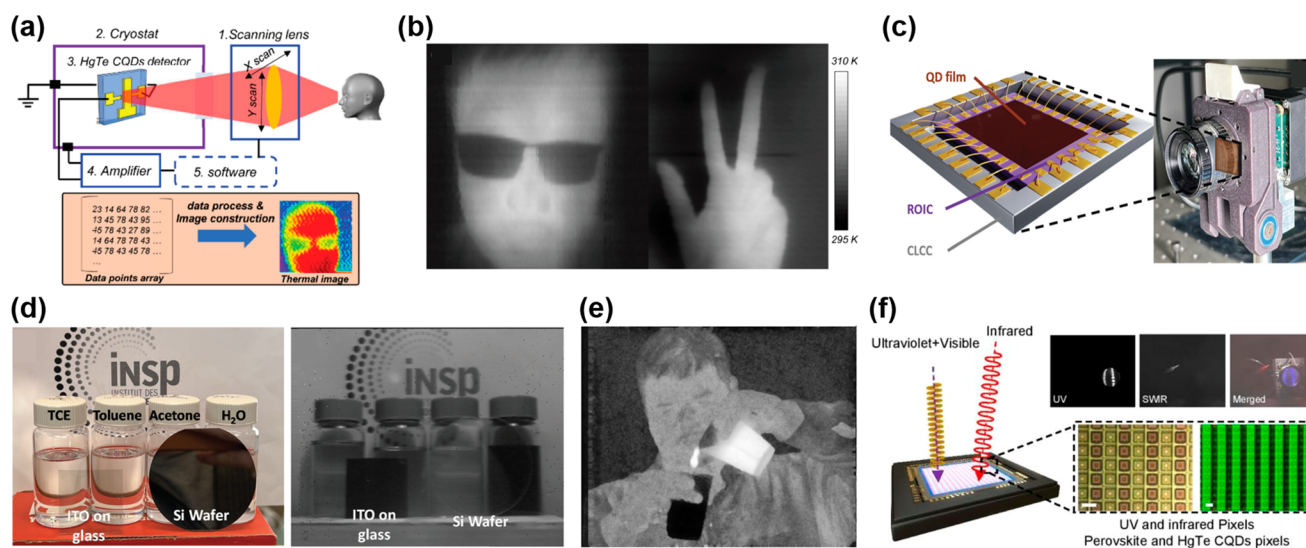 (a)
2. Cryostat
1.Scanning lens
3. HgTe CQDs detector
X scan
Y scan
4. Amplifier
5. software
data process &
Image construction
23 14 64 78 82 ...
13 45 78 43 95 ...
45 78 43 27 89 ...
14 64 78 78 43 ...
45 78 43 45 78 ...
...
Data points array
Thermal image
(b)
310 K
295 K
(c)
QD film
ROIC
CLCC
(d)
insp
INSTITUT DES
TCE
Toluene
Acetone
H₂O
ITO on
glass
Si Wafer
insp
ITO on
glass
Si Wafer
(e)
(f)
Infrared
Ultraviolet+Visible
UV
SWIR
Merged
UV and infrared Pixels
Perovskite and HgTe CQDs pixels